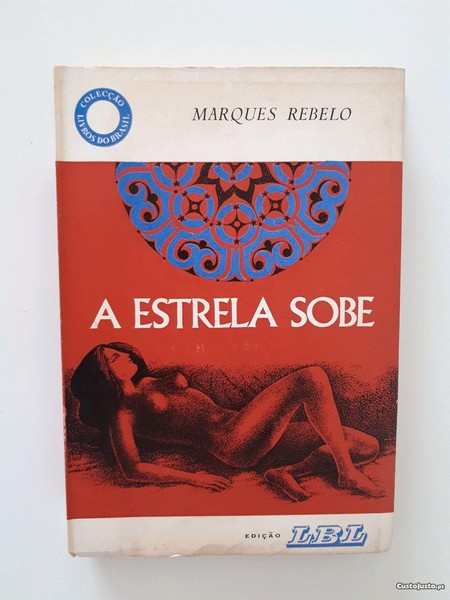 COLECÇÃO
LIVROS DO BRASIL
MARQUES REBELO
A ESTRELA SOBE
EDIÇÃO LBL
CustoJusto.pt